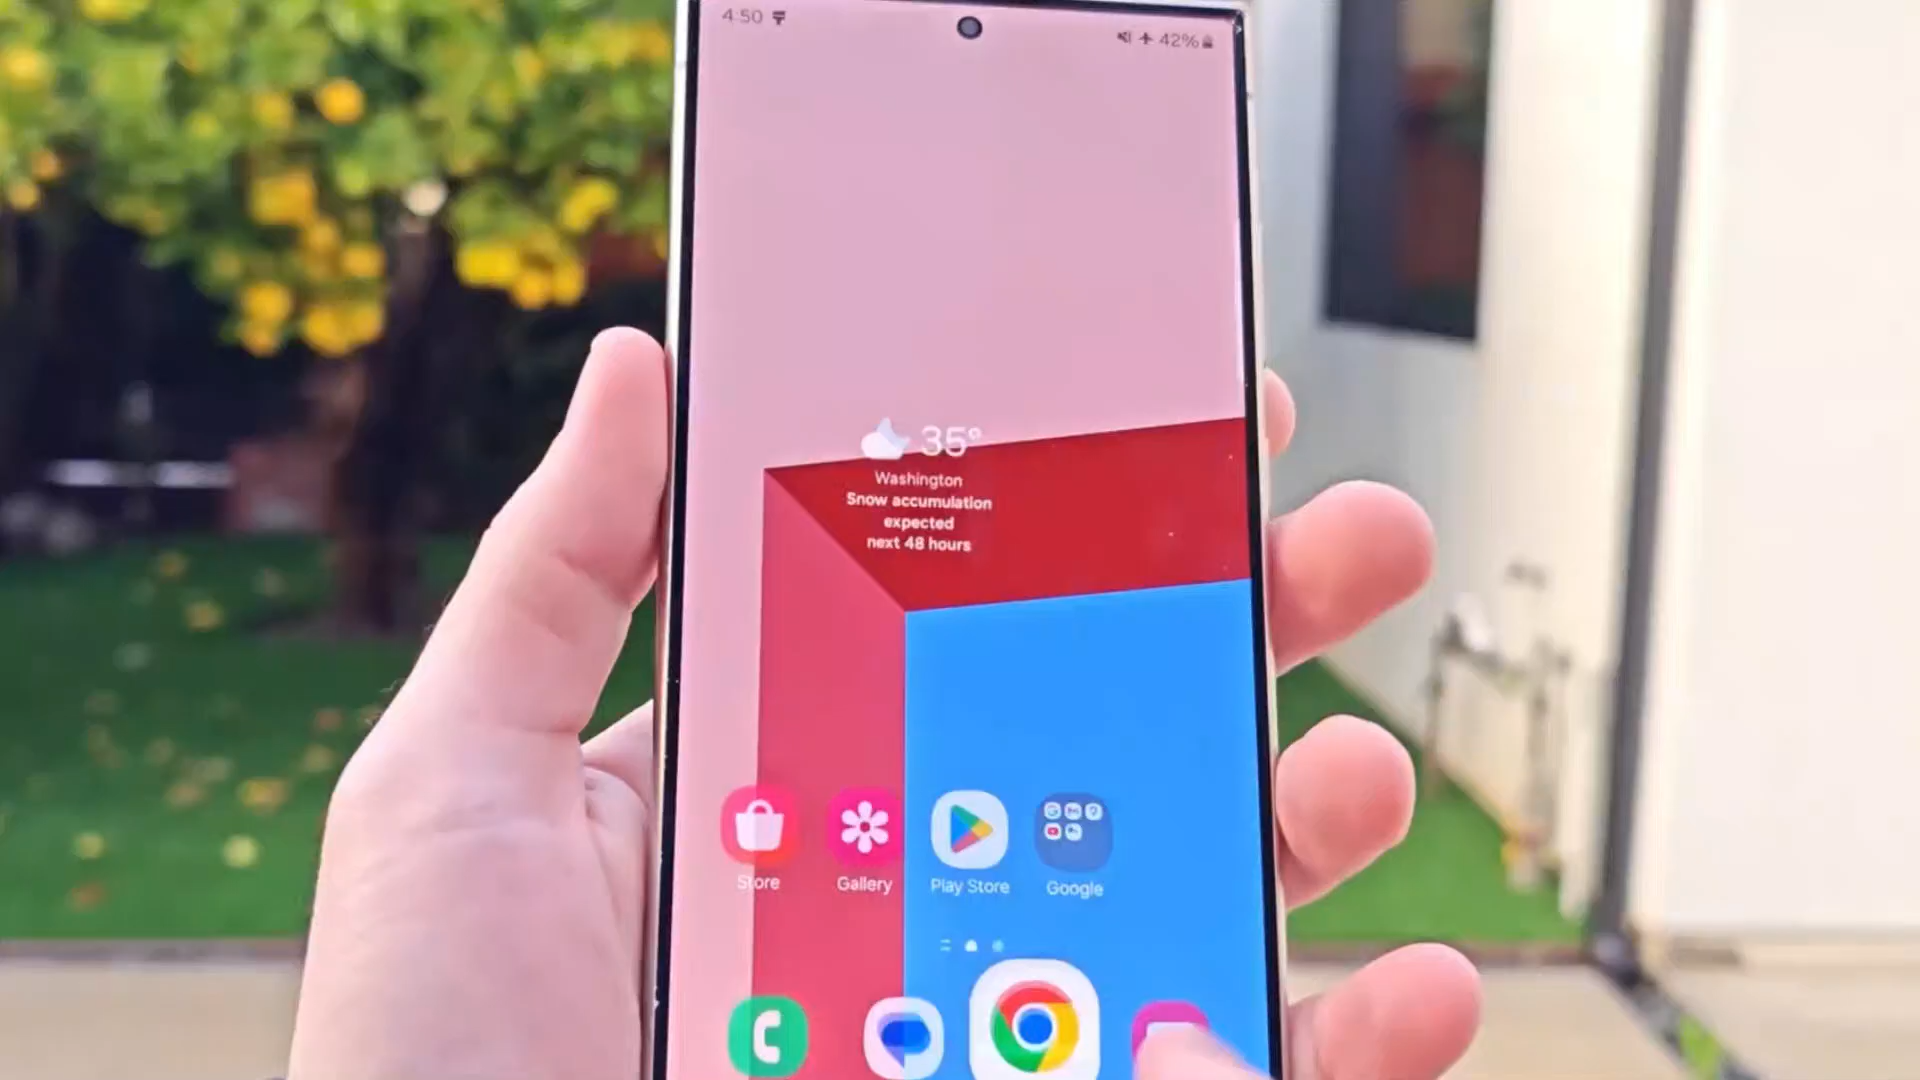 4:50
42%
35°
Washington
Snow accumulation
expected
next 48 hours
Store
Gallery
Play Store
Google